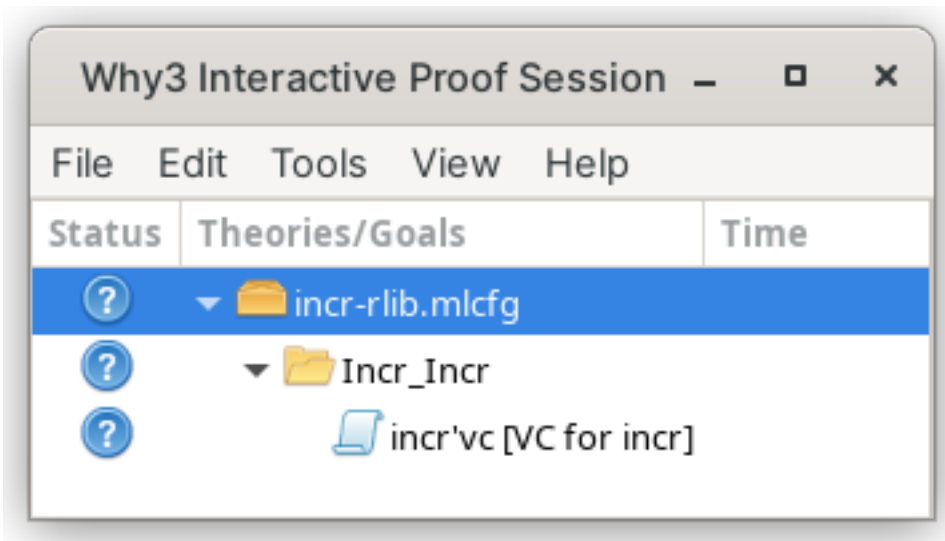 Why3 Interactive Proof Session
File Edit Tools View Help
Status Theories/Goals Time
incr-rlib.mlcfg
Incr_Incr
incr'vc [VC for incr]